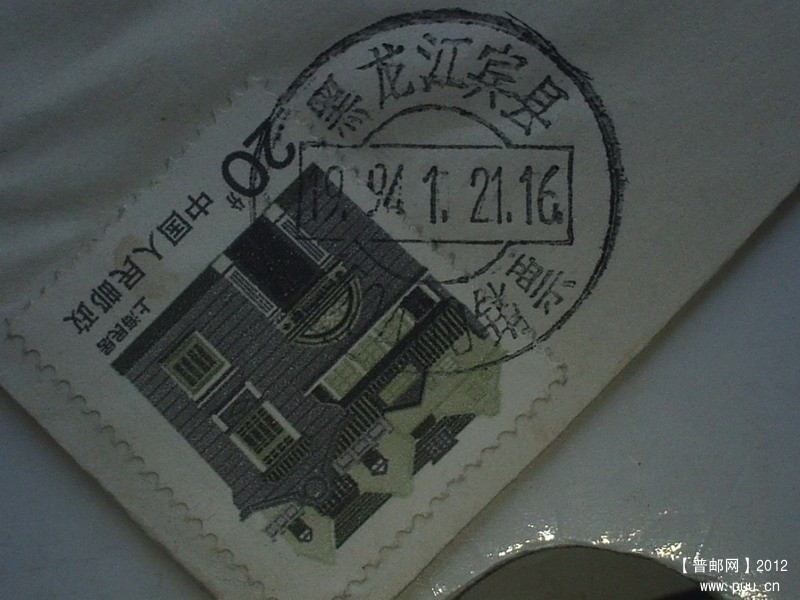 黑龙江宾县
19.94.1.21.16.
20分
中国人民邮政
上海民居
【普邮网】2012
www.puu.cn